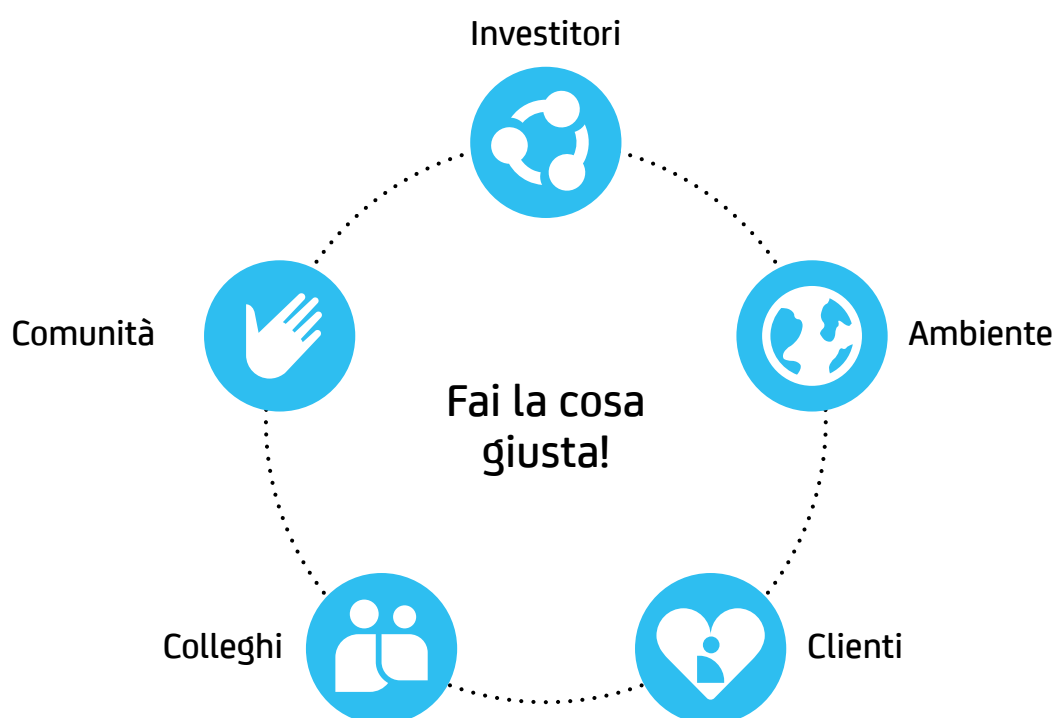 Investitori
Comunità
Ambiente
Fai la cosa
giusta!
Colleghi
Clienti